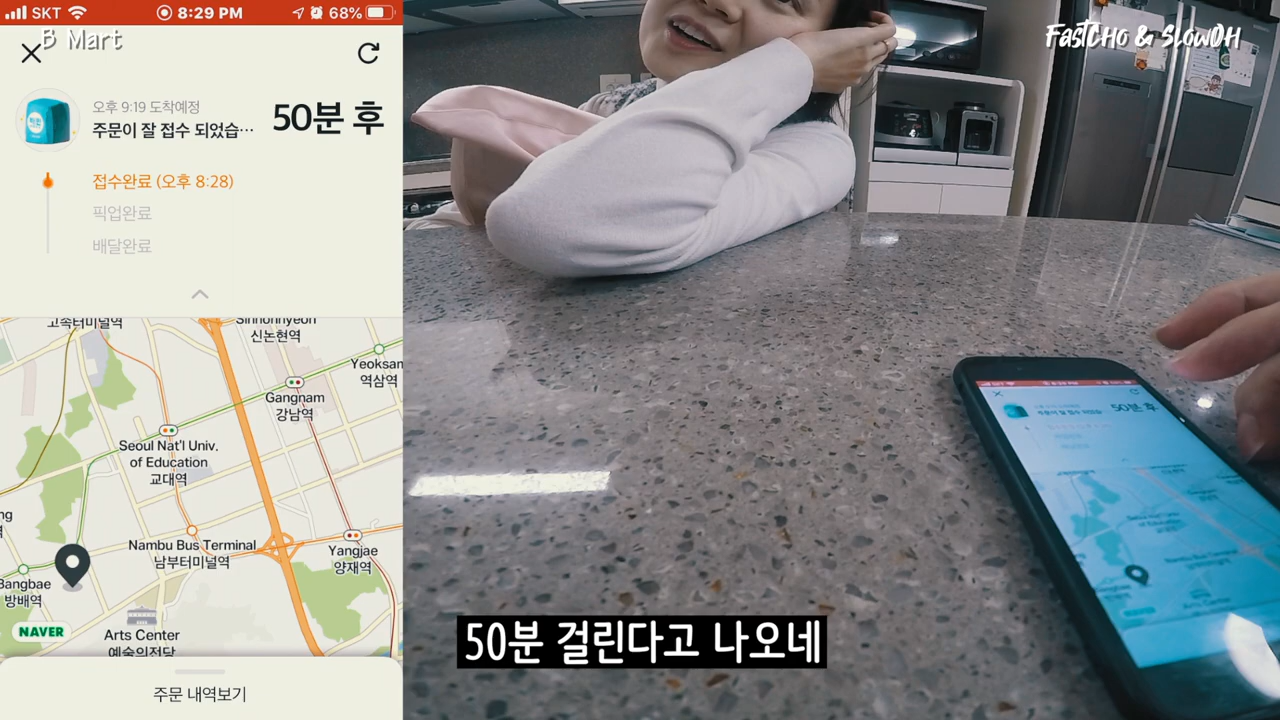 SKT 8:29 PM 68%
B Mart
오후 9:19 도착예정
주문이 잘 접수 되었습…
50분 후
접수완료 (오후 8:28)
픽업완료
배달완료
고속터미널역
Sinnonhyeon
신논현역
Yeoksam
역삼역
Gangnam
강남역
Seoul Nat'l Univ.
of Education
교대역
Nambu Bus Terminal
남부터미널역
Yangjae
양재역
Bangbae
방배역
NAVER
Arts Center
예술의전당
주문 내역보기
FastCho & SlowOH
50분 후
50분 걸린다고 나오네